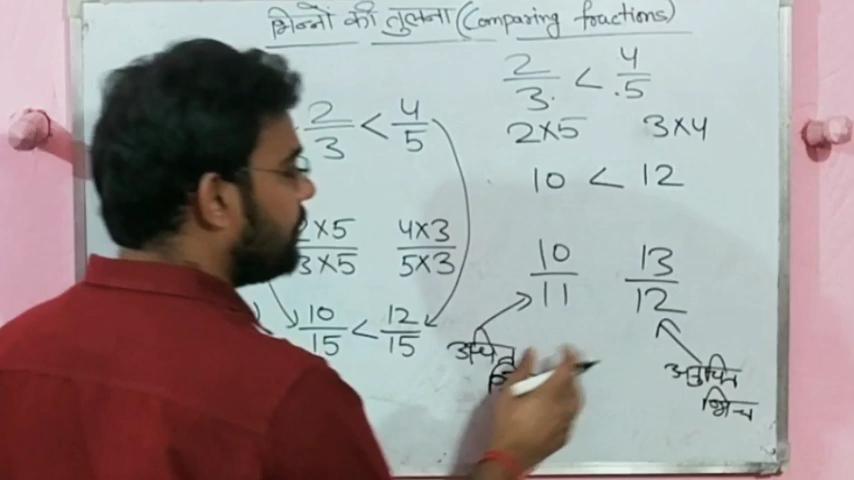 भिन्नों की तुलना (Comparing fractions)
2/3 < 4/5
2×5/3×5 4×3/5×3
10/15 < 12/15
2/3 < 4/5
2×5 3×4
10 < 12
10/11 13/12
उचित
अनुचित
भिन्न